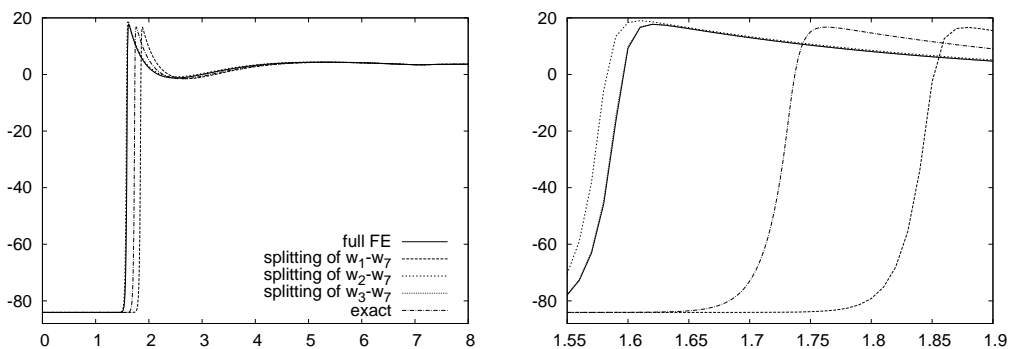 20
0
-20
-40
-60
-80
0 1 2 3 4 5 6 7 8
full FE
splitting of w₁-w₇
splitting of w₂-w₇
splitting of w₃-w₇
exact
20
0
-20
-40
-60
-80
1.55 1.6 1.65 1.7 1.75 1.8 1.85 1.9